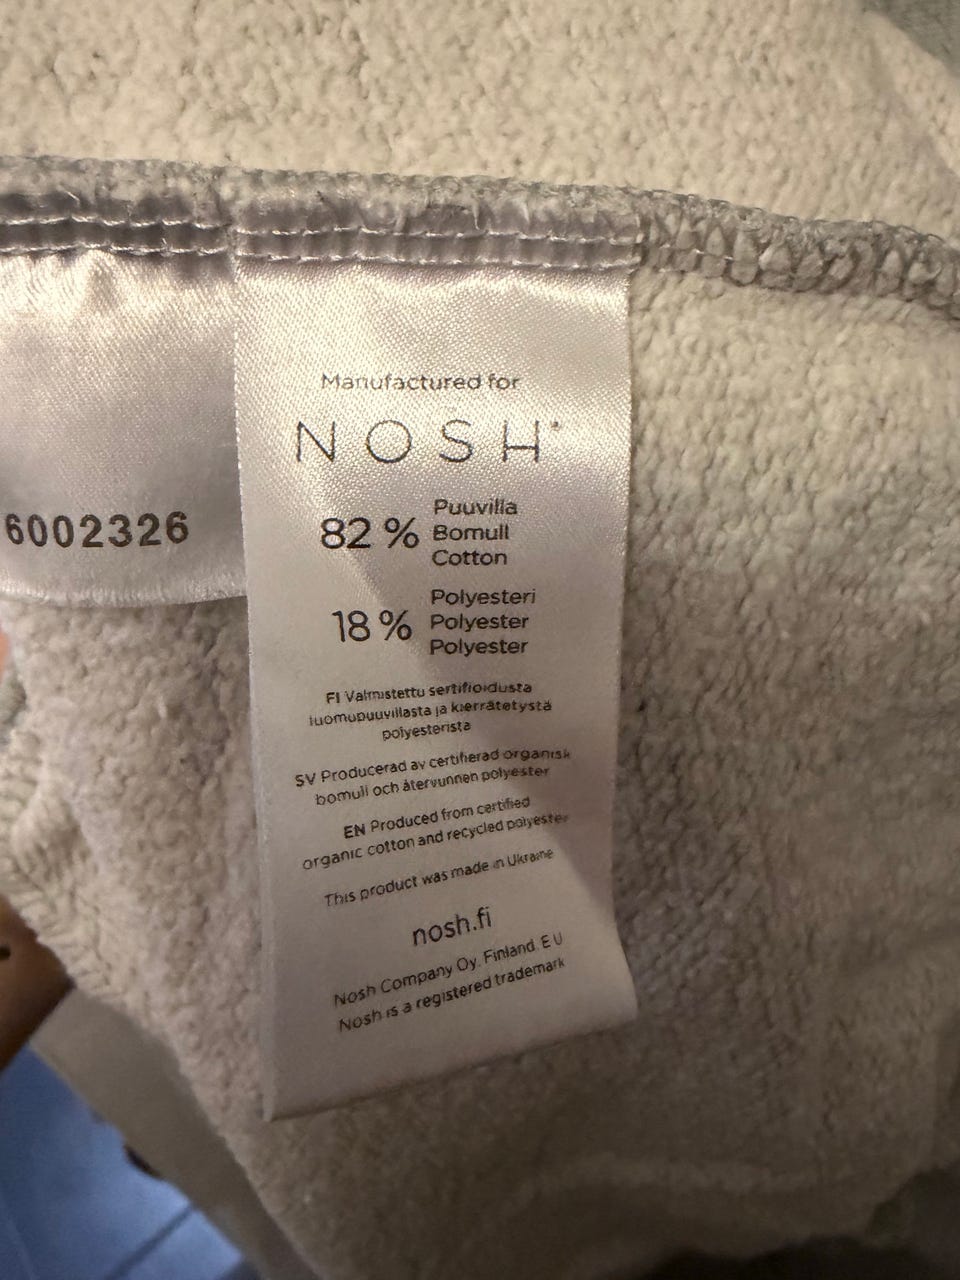 Manufactured for
NOSH®
6002326
82 % Puuvilla
Bomull
Cotton
18 % Polyesteri
Polyester
Polyester
FI Valmistettu sertifioidusta
luomupuuvillasta ja kierrätetystä
polyesterista
SV Producerad av certifierad organisk
bomull och återvunnen polyester
EN Produced from certified
organic cotton and recycled polyester
This product was made in Ukraine
nosh.fi
Nosh Company Oy, Finland, EU
Nosh is a registered trademark